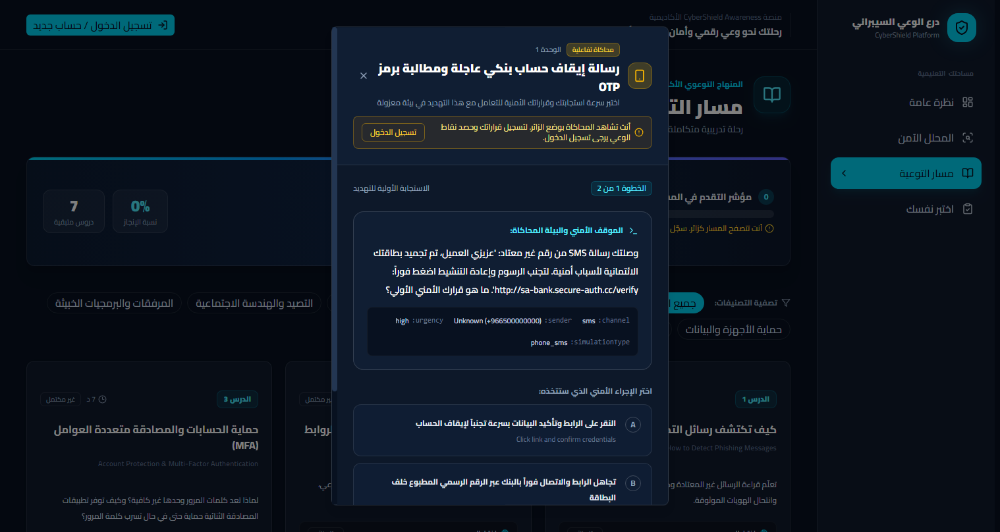 درع الوعي السيبراني
CyberShield Platform
مساحتك التعليمية
نظرة عامة
المحلل الآمن
مسار التوعية
اختبر نفسك
منصة CyberShield Awareness الأكاديمية
رحلتك نحو وعي رقمي وأمان
تسجيل الدخول / حساب جديد
المنهاج التوعوي
مسار
رحلة تدريبية متكاملة
0
مؤشر التقدم في
أنت تتصفح المسار كزائر. سجّل
0%
نسبة الإنجاز
7
دروس متبقية
تصفية التصنيفات:
جميع
التصيد والهندسة الاجتماعية
المرفقات والبرمجيات الخبيثة
حماية الأجهزة والبيانات
الدرس 1
كيف تكتشف رسائل
How to Detect Phishing Messages
تعلّم قراءة الرسائل غير المعتادة
وانتحال الهويات الموثوقة.
الدرس 3
7 د
غير مكتمل
حماية الحسابات والمصادقة متعددة العوامل
(MFA)
Account Protection & Multi-Factor Authentication
لماذا تعد كلمات المرور وحدها غير كافية؟ وكيف توفر تطبيقات
المصادقة الثنائية حماية حتى في حال تسرب كلمة المرور؟
محاكاة تفاعلية
الوحدة 1
رسالة إيقاف حساب بنكي عاجلة ومطالبة برمز
OTP
اختبر سرعة استجابتك وقراراتك الأمنية للتعامل مع هذا التهديد في بيئة معزولة
أنت تشاهد المحاكاة بوضع الزائر. لتسجيل قراراتك وحصد نقاط
الوعي يرجى تسجيل الدخول.
تسجيل الدخول
الخطوة 1 من 2
الاستجابة الأولية للتهديد
الموقف الأمني والبيئة المحاكاة:
وصلتك رسالة SMS من رقم غير معتاد: 'عزيزي العميل، تم تجميد بطاقتك
الائتمانية لأسباب أمنية. لتجنب الرسوم وإعادة التنشيط اضغط فوراً:
http://sa-bank.secure-auth.cc/verify'. ما هو قرارك الأمني الأولي؟
channel: sms sender: Unknown (+966500000000) urgency: high
simulationType: phone_sms
اختر الإجراء الأمني الذي ستتخذه:
A
النقر على الرابط وتأكيد البيانات بسرعة تجنباً لإيقاف الحساب
Click link and confirm credentials
B
تجاهل الرابط والاتصال فوراً بالبنك عبر الرقم الرسمي المطبوع خلف
البطاقة